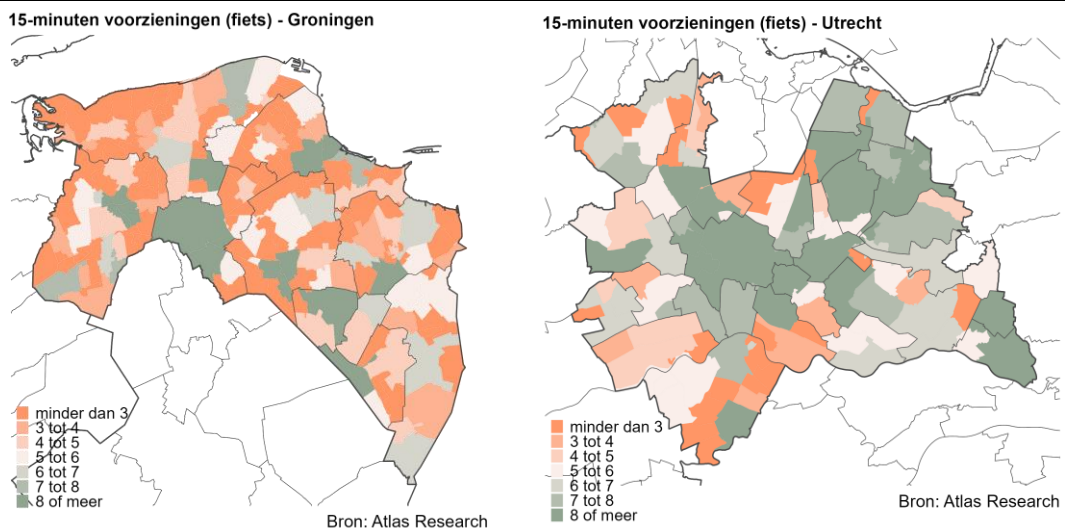 15-minuten voorzieningen (fiets) - Groningen
minder dan 3
3 tot 4
4 tot 5
5 tot 6
6 tot 7
7 tot 8
8 of meer
Bron: Atlas Research
15-minuten voorzieningen (fiets) - Utrecht
minder dan 3
3 tot 4
4 tot 5
5 tot 6
6 tot 7
7 tot 8
8 of meer
Bron: Atlas Research